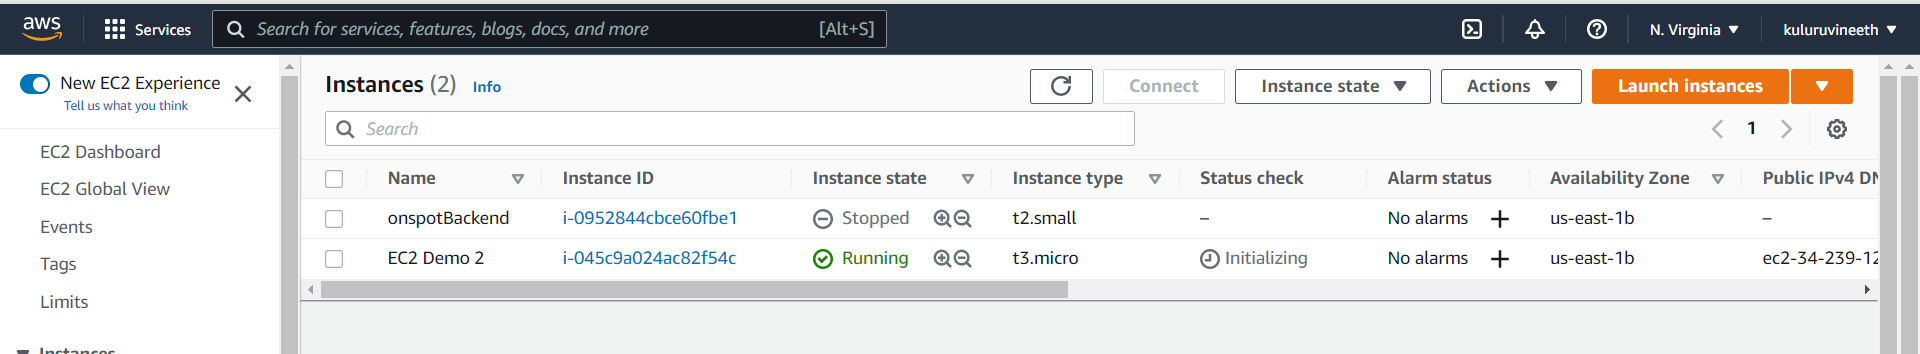 aws Services Search for services, features, blogs, docs, and more [Alt+S] N. Virginia kuluruvineeth
New EC2 Experience
Tell us what you think
EC2 Dashboard
EC2 Global View
Events
Tags
Limits
Instances
Instances (2) Info Connect Instance state Actions Launch instances
Search 1
Name Instance ID Instance state Instance type Status check Alarm status Availability Zone Public IPv4 DN
onspotBackend i-0952844cbce60fbe1 Stopped t2.small – No alarms + us-east-1b –
EC2 Demo 2 i-045c9a024ac82f54c Running t3.micro Initializing No alarms + us-east-1b ec2-34-239-12